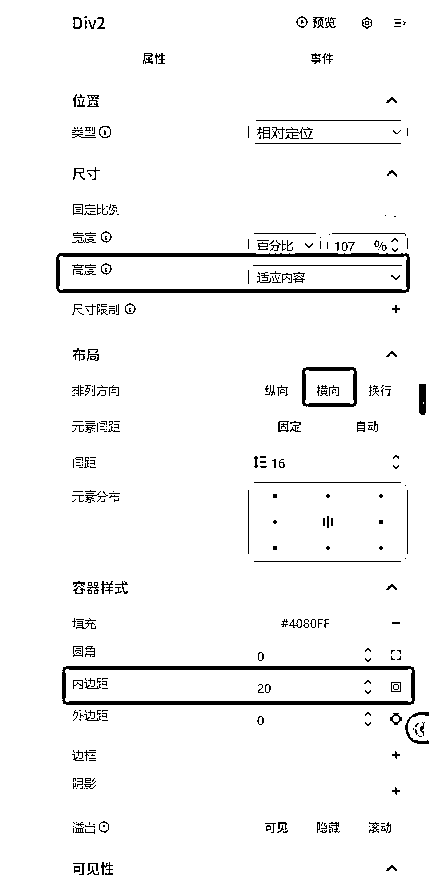 Div2 预览
属性 事件
位置
类型 相对定位
尺寸
固定比例
宽度 百分比 107 %
高度 适应内容
尺寸限制 +
布局
排列方向 纵向 横向 换行
元素间距 固定 自动
间距 16
元素分布
容器样式
填充 #4080FF −
圆角 0
内边距 20
外边距 0
边框 +
阴影 +
溢出 可见 隐藏 滚动
可见性